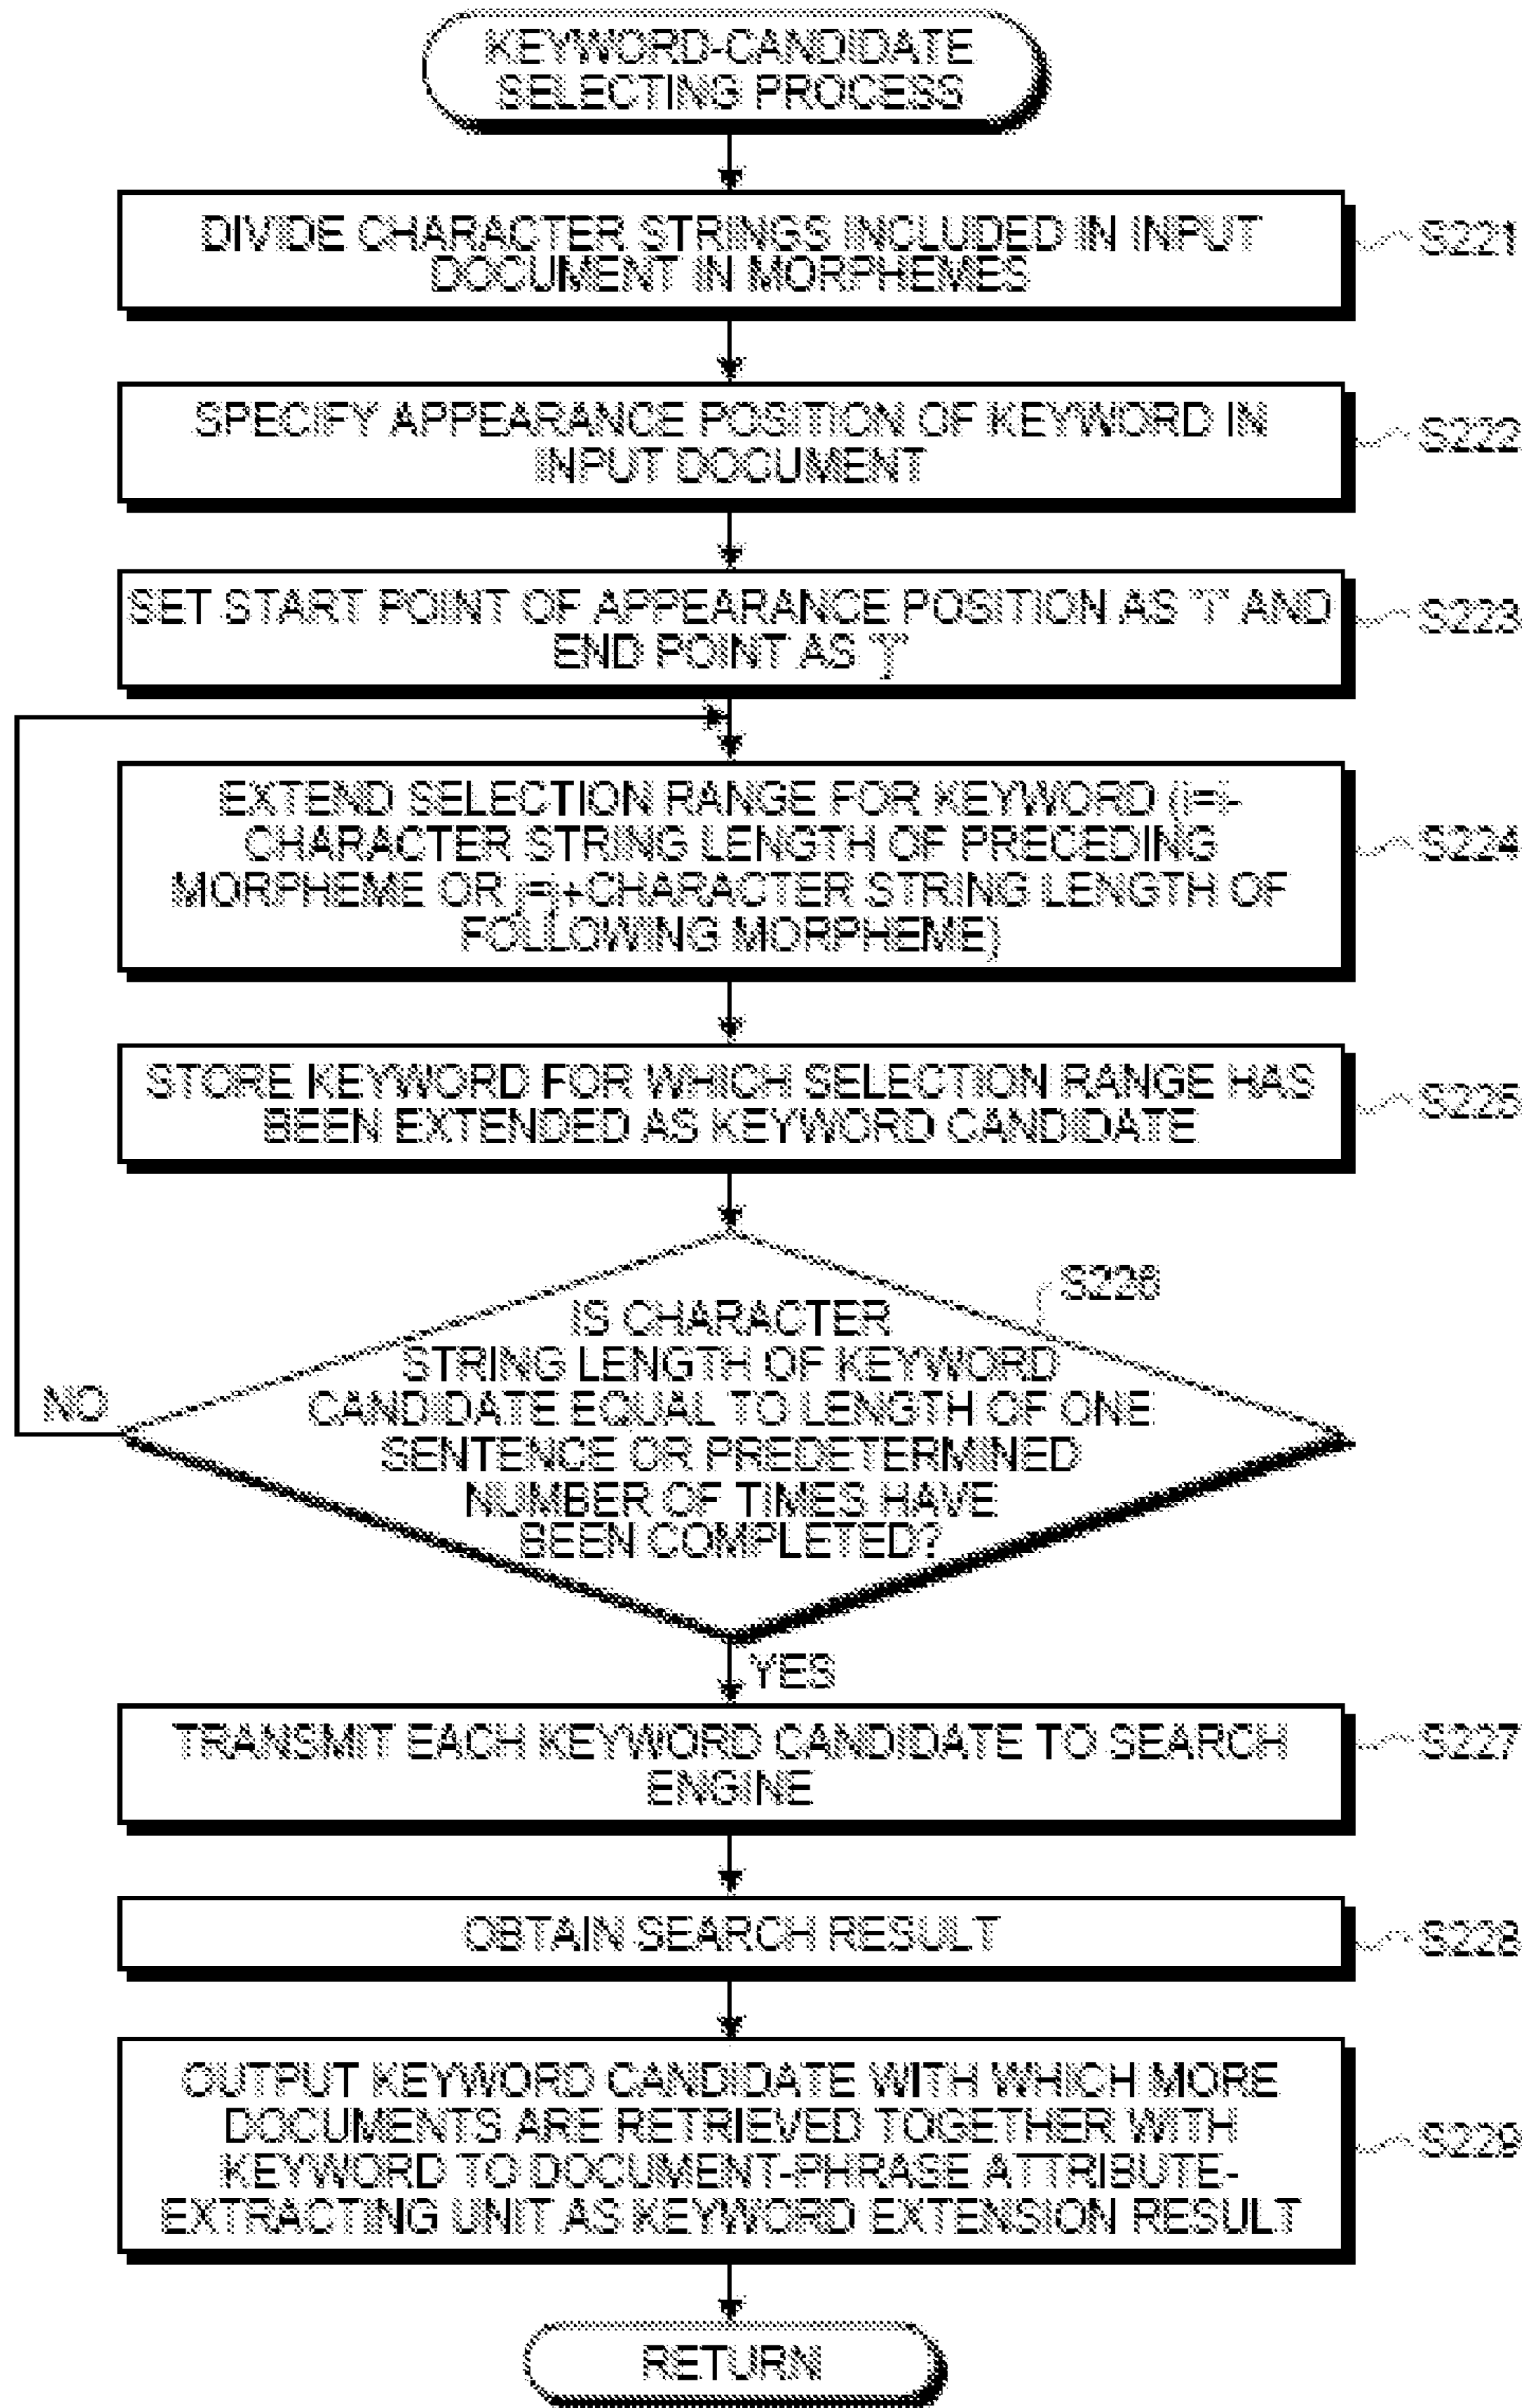 KEYWORD-CANDIDATE
SELECTING PROCESS
DIVIDE CHARACTER STRINGS INCLUDED IN INPUT
DOCUMENT IN MORPHEMES
S221
SPECIFY APPEARANCE POSITION OF KEYWORD IN
INPUT DOCUMENT
S222
SET START POINT OF APPEARANCE POSITION AS "i" AND
END POINT AS "j"
S223
EXTEND SELECTION RANGE FOR KEYWORD (i=i-
CHARACTER STRING LENGTH OF PRECEDING
MORPHEME OR j=j+CHARACTER STRING LENGTH OF
FOLLOWING MORPHEME)
S224
STORE KEYWORD FOR WHICH SELECTION RANGE HAS
BEEN EXTENDED AS KEYWORD CANDIDATE
S225
S226
IS CHARACTER
STRING LENGTH OF KEYWORD
CANDIDATE EQUAL TO LENGTH OF ONE
SENTENCE OR PREDETERMINED
NUMBER OF TIMES HAVE
BEEN COMPLETED?
NO
YES
TRANSMIT EACH KEYWORD CANDIDATE TO SEARCH
ENGINE
S227
OBTAIN SEARCH RESULT
S228
OUTPUT KEYWORD CANDIDATE WITH WHICH MORE
DOCUMENTS ARE RETRIEVED TOGETHER WITH
KEYWORD TO DOCUMENT-PHRASE ATTRIBUTE-
EXTRACTING UNIT AS KEYWORD EXTENSION RESULT
S229
RETURN